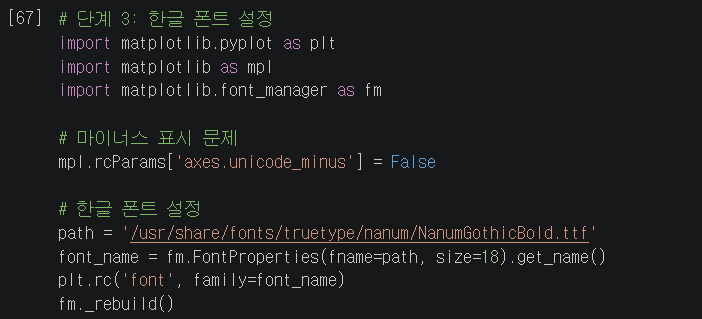 [67] # 단계 3: 한글 폰트 설정
import matplotlib.pyplot as plt
import matplotlib as mpl
import matplotlib.font_manager as fm
# 마이너스 표시 문제
mpl.rcParams['axes.unicode_minus'] = False
# 한글 폰트 설정
path = '/usr/share/fonts/truetype/nanum/NanumGothicBold.ttf'
font_name = fm.FontProperties(fname=path, size=18).get_name()
plt.rc('font', family=font_name)
fm._rebuild()